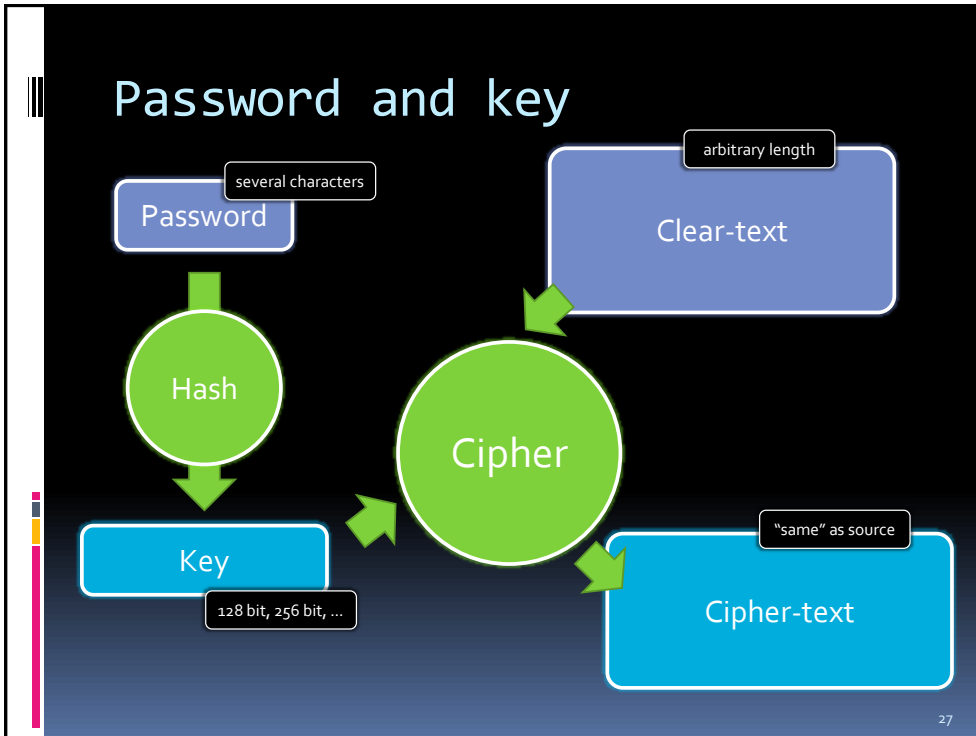 Password and key
several characters
Password
arbitrary length
Clear-text
Hash
Cipher
Key
128 bit, 256 bit, ...
“same” as source
Cipher-text
27